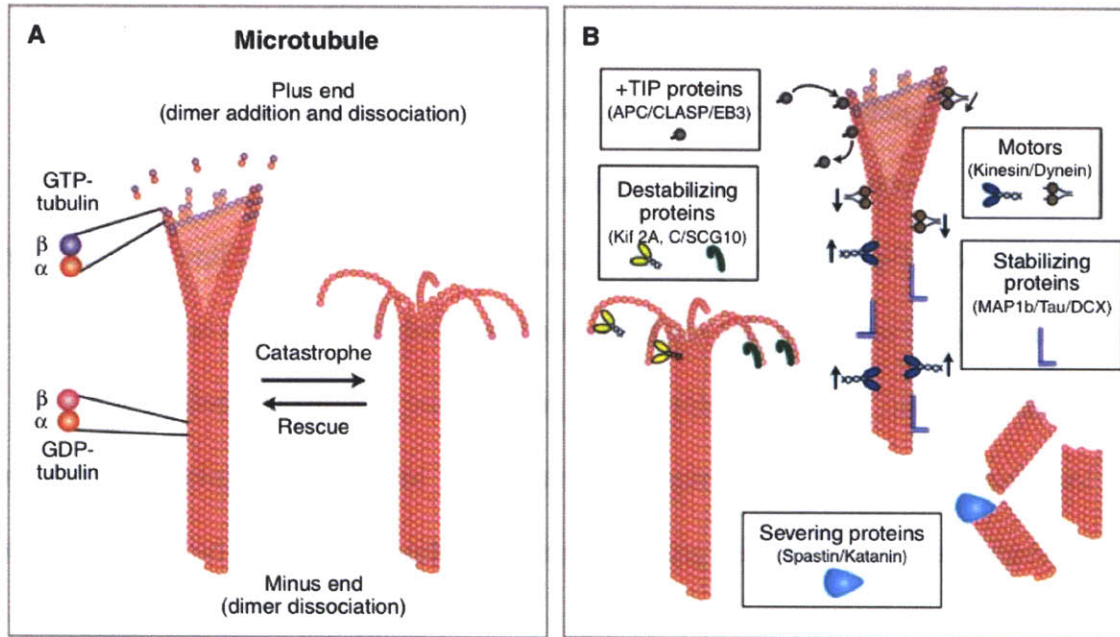 A
Microtubule
Plus end
(dimer addition and dissociation)
GTP-
tubulin
β
α
Catastrophe
Rescue
β
α
GDP-
tubulin
Minus end
(dimer dissociation)
B
+TIP proteins
(APC/CLASP/EB3)
Destabilizing
proteins
(Kif 2A, C/SCG10)
Motors
(Kinesin/Dynein)
Stabilizing
proteins
(MAP1b/Tau/DCX)
Severing proteins
(Spastin/Katanin)